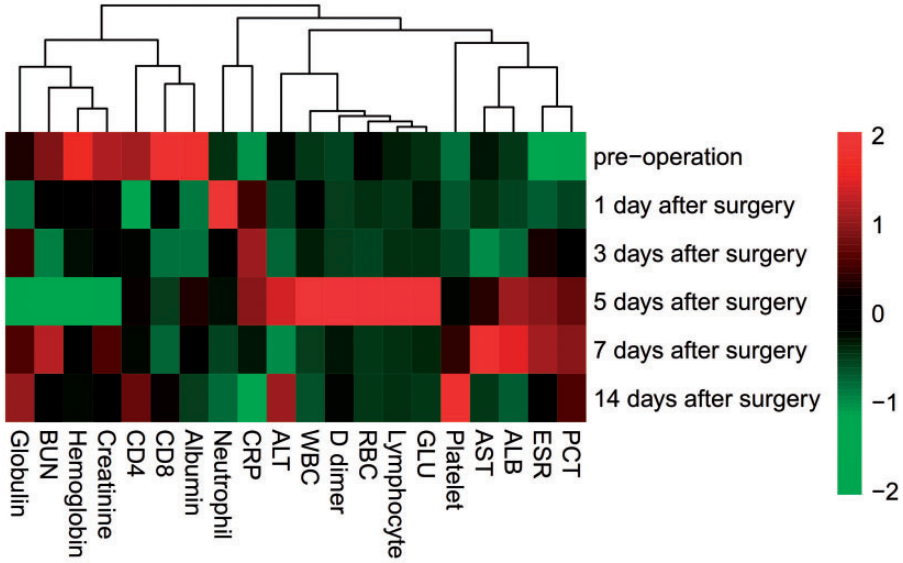 pre−operation
1 day after surgery
3 days after surgery
5 days after surgery
7 days after surgery
14 days after surgery
Globulin
BUN
Hemoglobin
Creatinine
CD4
CD8
Albumin
Neutrophil
CRP
ALT
WBC
D dimer
RBC
Lymphocyte
GLU
Platelet
AST
ALB
ESR
PCT
2
1
0
−1
−2